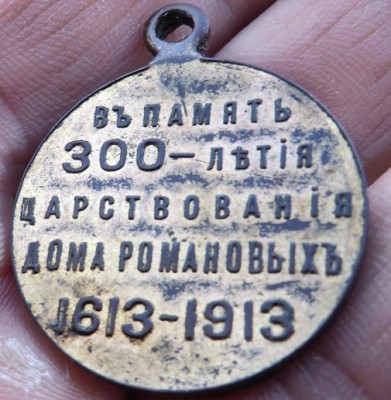 ВЪ ПАМЯТЬ
300-ЛѢТІЯ
ЦАРСТВОВАНІЯ
ДОМА РОМАНОВЫХЪ
1613-1913